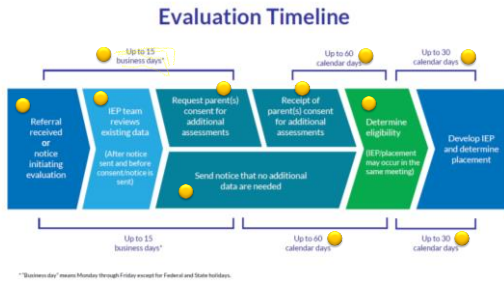 Evaluation Timeline
Up to 15
business days*
Up to 60
calendar days
Up to 30
calendar days
Referral
received
or
notice
initiating
evaluation
IEP team
reviews
existing data
(After notice
sent and before
consent/notice is
sent)
Request parent(s)
consent for
additional
assessments
Receipt of
parent(s) consent
for additional
assessments
Send notice that no additional
data are needed
Determine
eligibility
(IEP/placement
may occur in the
same meeting)
Develop IEP
and determine
placement
Up to 15
business days*
Up to 60
calendar days
Up to 30
calendar days
* "Business day" means Monday through Friday except for Federal and State holidays.